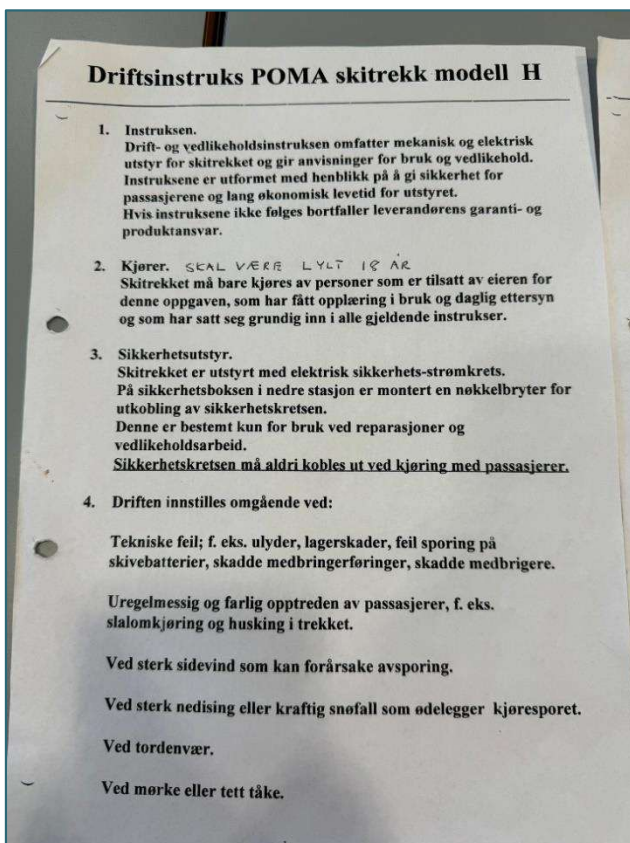 Driftsinstruks POMA skitrekk modell H
1. Instruksen.
Drift- og vedlikeholdsinstruksen omfatter mekanisk og elektrisk
utstyr for skitrekket og gir anvisninger for bruk og vedlikehold.
Instruksene er utformet med henblikk på å gi sikkerhet for
passasjerene og lang økonomisk levetid for utstyret.
Hvis instruksene ikke følges bortfaller leverandørens garanti- og
produktansvar.
2. Kjører. SKAL VÆRE LYLT 18 ÅR
Skitrekket må bare kjøres av personer som er tilsatt av eieren for
denne oppgaven, som har fått opplæring i bruk og daglig ettersyn
og som har satt seg grundig inn i alle gjeldende instrukser.
3. Sikkerhetsutstyr.
Skitrekket er utstyrt med elektrisk sikkerhets-strømkrets.
På sikkerhetsboksen i nedre stasjon er montert en nøkkelbryter for
utkobling av sikkerhetskretsen.
Denne er bestemt kun for bruk ved reparasjoner og
vedlikeholdsarbeid.
Sikkerhetskretsen må aldri kobles ut ved kjøring med passasjerer.
4. Driften innstilles omgående ved:
Tekniske feil; f. eks. ulyder, lagerskader, feil sporing på
skivebatterier, skadde medbringerføringer, skadde medbrigere.
Uregelmessig og farlig opptreden av passasjerer, f. eks.
slalomkjøring og husking i trekket.
Ved sterk sidevind som kan forårsake avsporing.
Ved sterk nedising eller kraftig snøfall som ødelegger kjøresporet.
Ved tordenvær.
Ved mørke eller tett tåke.